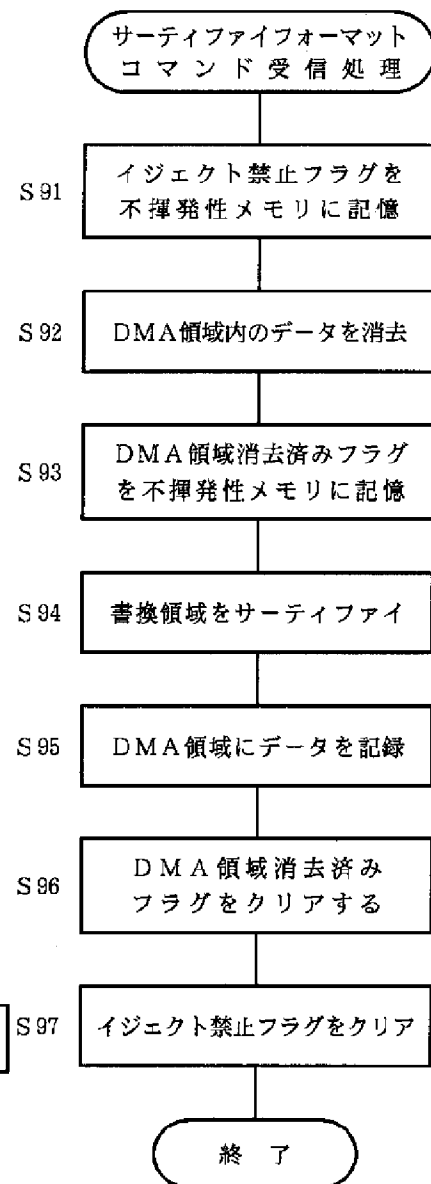 サーティファイフォーマット
コマンド受信処理
S91
イジェクト禁止フラグを
不揮発性メモリに記憶
S92
DMA領域内のデータを消去
S93
DMA領域消去済みフラグ
を不揮発性メモリに記憶
S94
書換領域をサーティファイ
S95
DMA領域にデータを記録
S96
DMA領域消去済み
フラグをクリアする
S97
イジェクト禁止フラグをクリア
終了